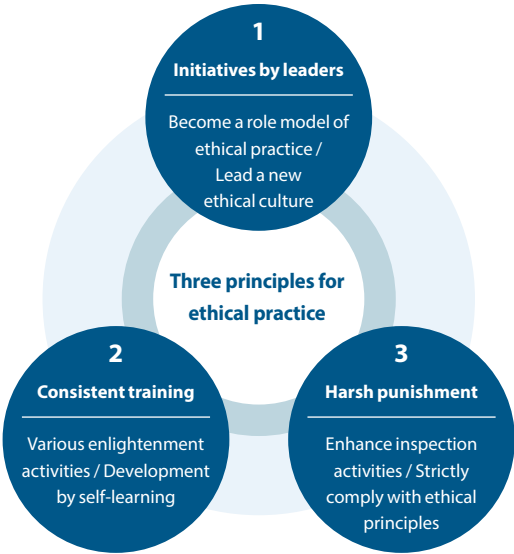 1
Initiatives by leaders
Become a role model of
ethical practice /
Lead a new
ethical culture
Three principles for
ethical practice
2
Consistent training
Various enlightenment
activities / Development
by self-learning
3
Harsh punishment
Enhance inspection
activities / Strictly
comply with ethical
principles